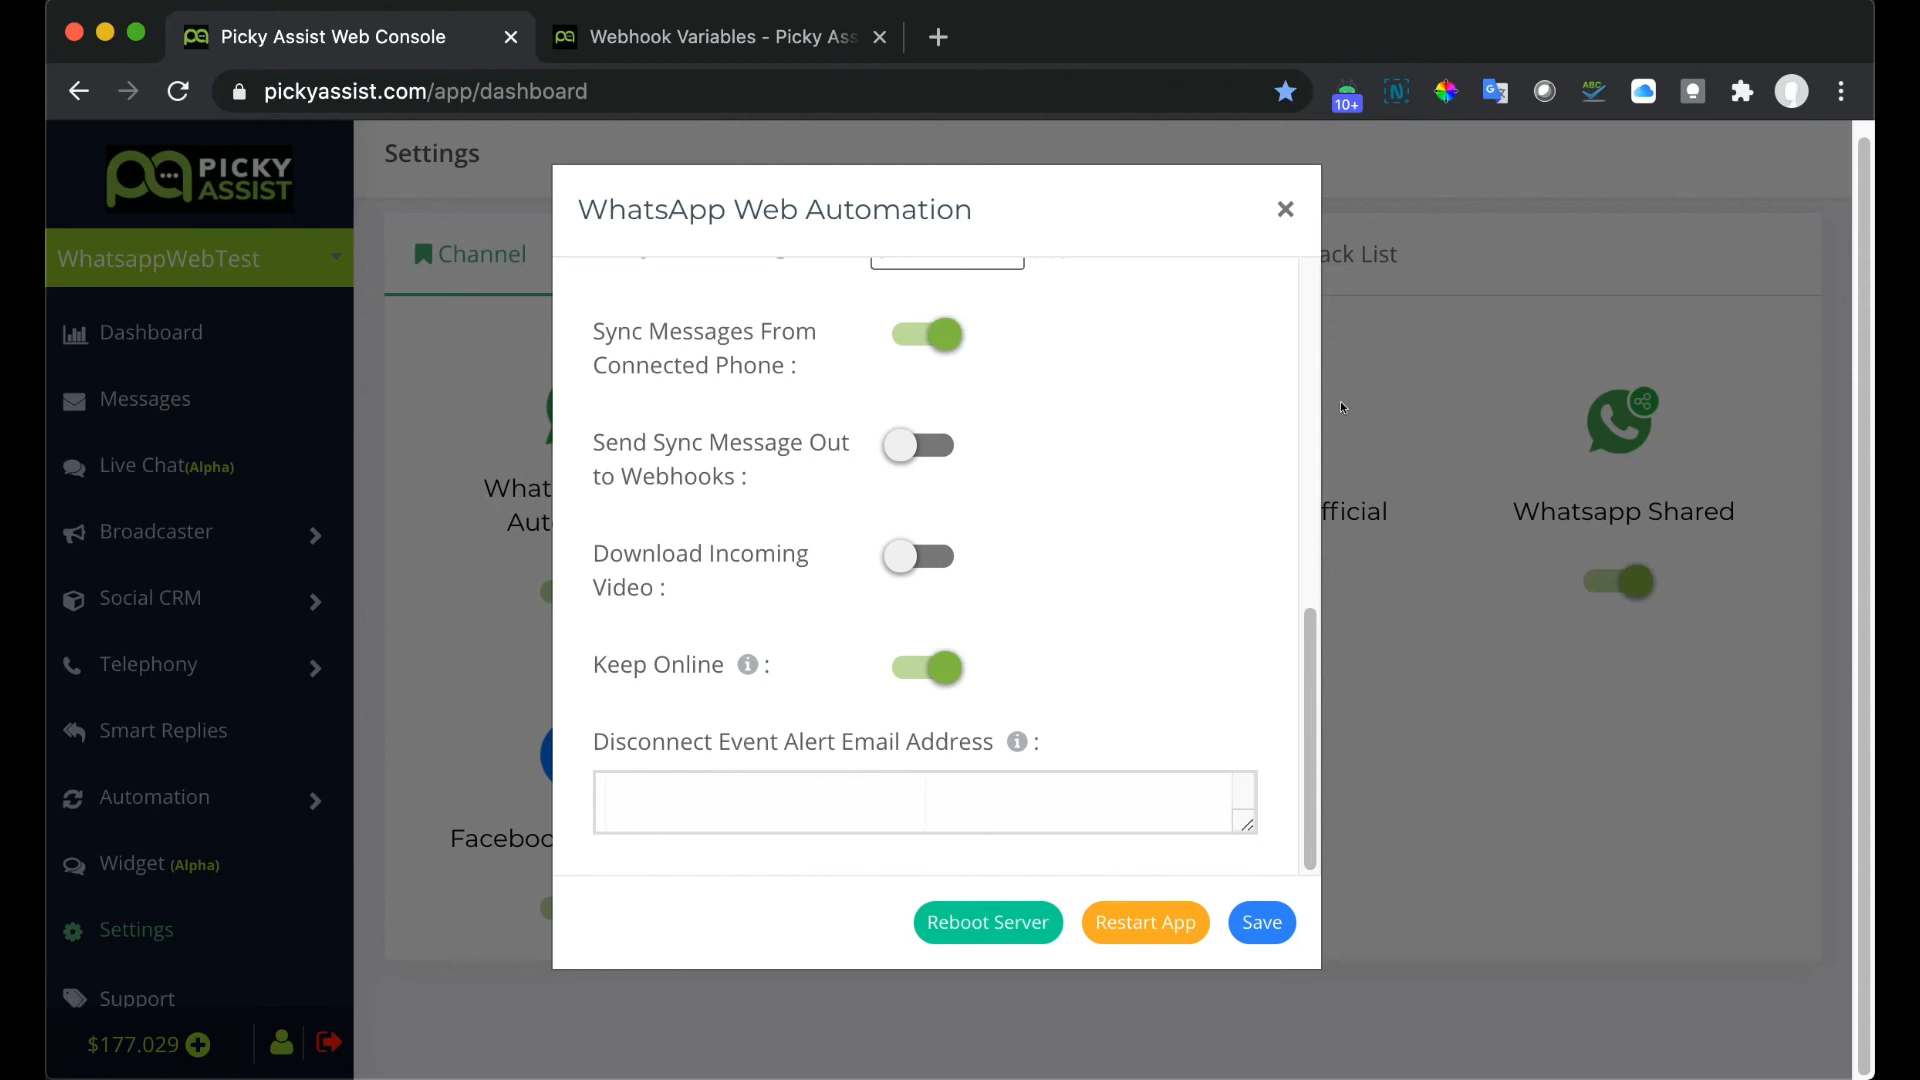 Picky Assist Web Console
Webhook Variables - Picky Ass
pickyassist.com/app/dashboard
10+
ABC
PICKY
ASSIST
WhatsappWebTest
Dashboard
Messages
Live Chat(Alpha)
Broadcaster
Social CRM
Telephony
Smart Replies
Automation
Widget (Alpha)
Settings
Support
$177.029
Settings
Channel
ack List
What
Aut
Faceboo
fficial
Whatsapp Shared
WhatsApp Web Automation
Sync Messages From
Connected Phone :
Send Sync Message Out
to Webhooks :
Download Incoming
Video :
Keep Online :
Disconnect Event Alert Email Address :
Reboot Server
Restart App
Save